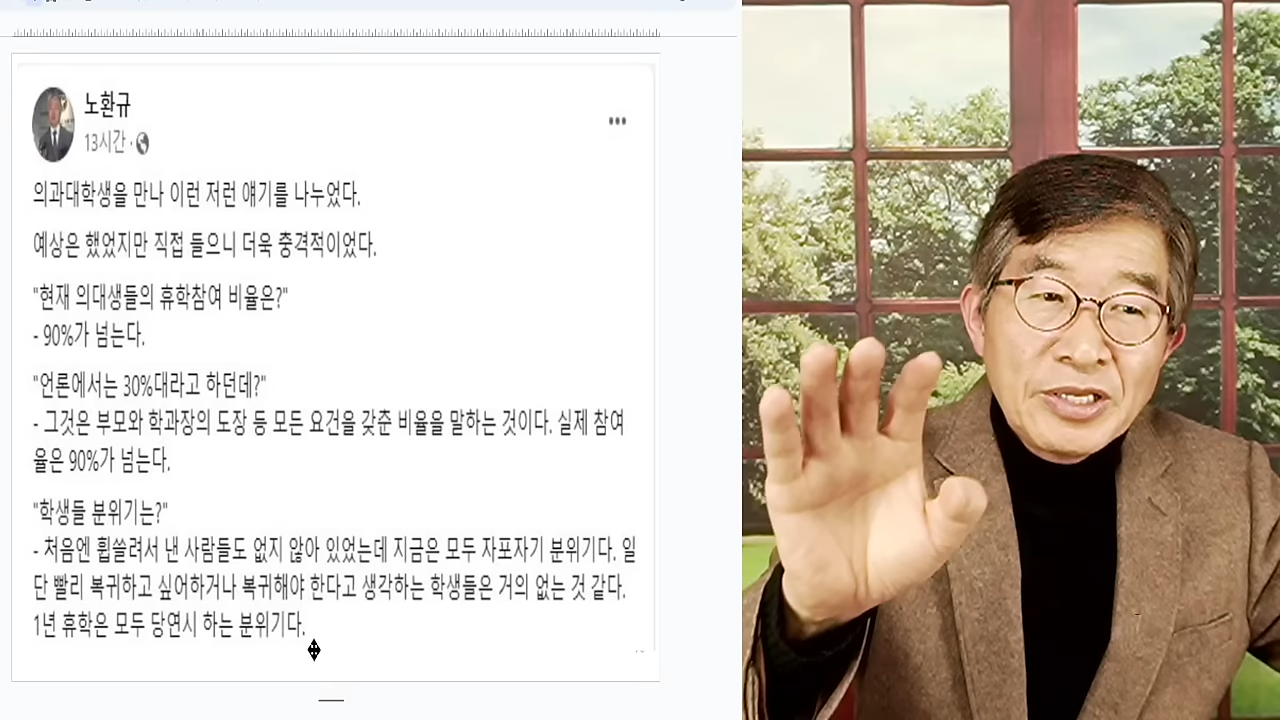 노환규
13시간 ·
의과대학생을 만나 이런 저런 얘기를 나누었다.
예상은 했었지만 직접 들으니 더욱 충격적이었다.
"현재 의대생들의 휴학참여 비율은?"
- 90%가 넘는다.
"언론에서는 30%대라고 하던데?"
- 그것은 부모와 학과장의 도장 등 모든 요건을 갖춘 비율을 말하는 것이다. 실제 참여
율은 90%가 넘는다.
"학생들 분위기는?"
- 처음엔 휩쓸려서 낸 사람들도 없지 않아 있었는데 지금은 모두 자포자기 분위기다. 일
단 빨리 복귀하고 싶어하거나 복귀해야 한다고 생각하는 학생들은 거의 없는 것 같다.
1년 휴학은 모두 당연시 하는 분위기다.